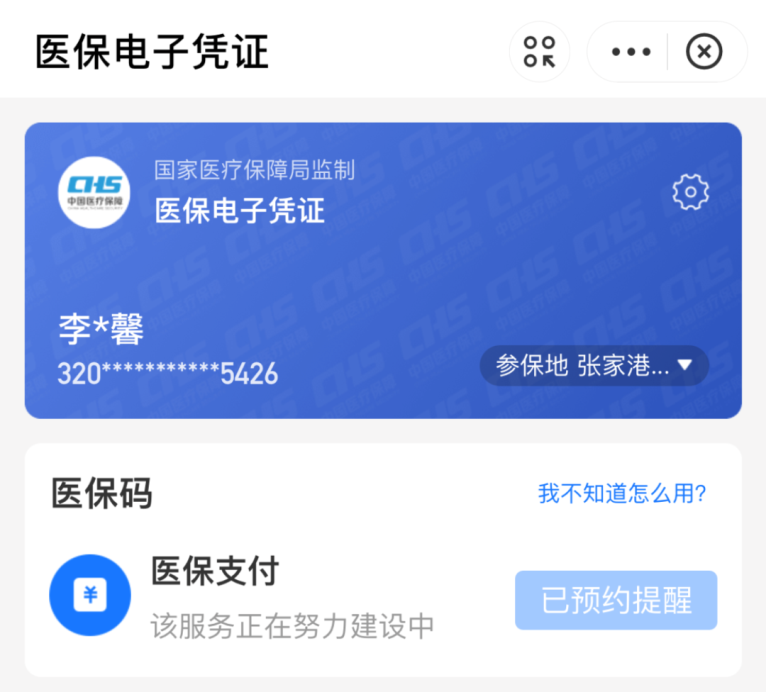 医保电子凭证
国家医疗保障局监制
CHS
中国医疗保障
医保电子凭证
李*馨
320***********5426
参保地 张家港...
医保码
我不知道怎么用?
¥
医保支付
该服务正在努力建设中
已预约提醒